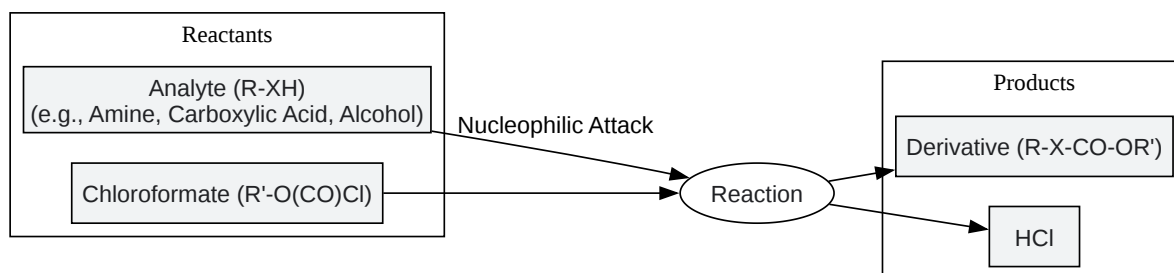 Reactants
Analyte (R-XH)
(e.g., Amine, Carboxylic Acid, Alcohol)
Chloroformate (R'-O(CO)Cl)
Nucleophilic Attack
Reaction
Products
Derivative (R-X-CO-OR')
HCl